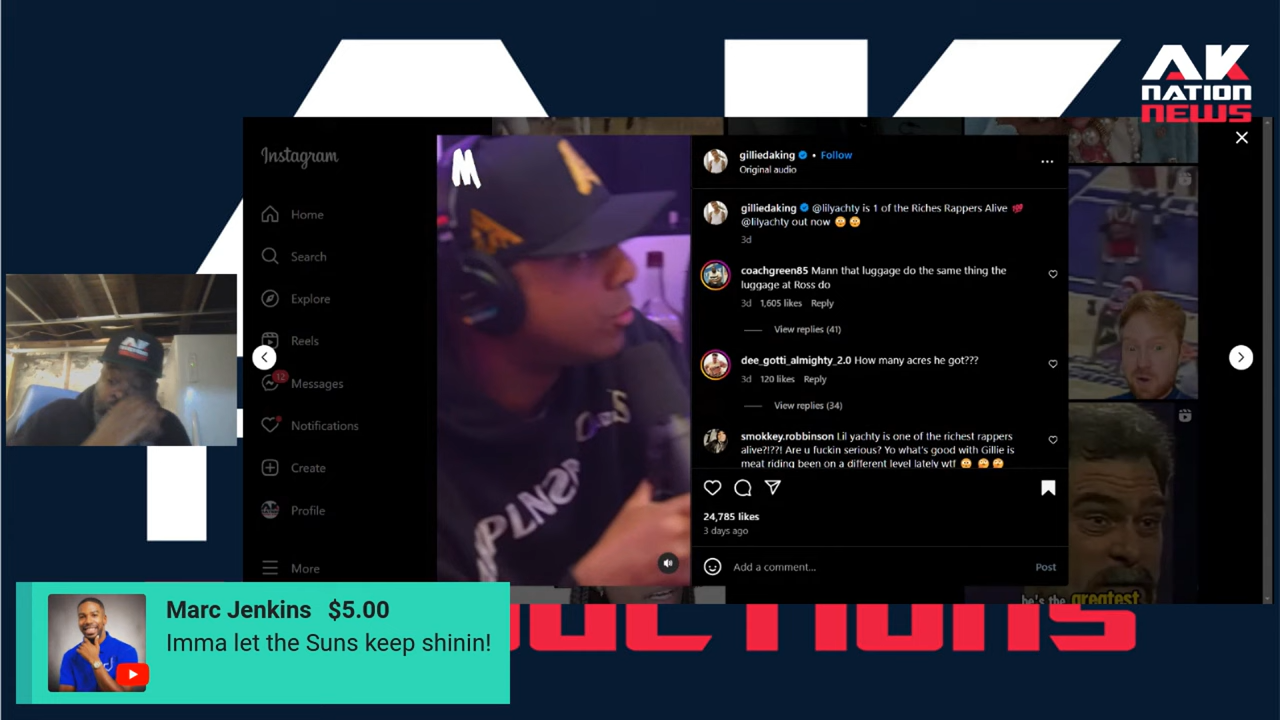 AK
NATION
NEWS
Instagram
Home
Search
Explore
Reels
12
Messages
Notifications
Create
Profile
More
M
PLNS
gilliedaking • Follow
Original audio
...
gilliedaking @lilyachty is 1 of the Riches Rappers Alive 💯
@lilyachty out now
3d
coachgreen85 Mann that luggage do the same thing the
luggage at Ross do
3d 1,605 likes Reply
View replies (41)
dee_gotti_almighty_2.0 How many acres he got???
3d 120 likes Reply
View replies (34)
smokkey.robbinson Lil yachty is one of the richest rappers
alive?!??! Are u fuckin serious? Yo what's good with Gillie is
meat riding been on a different level lately wtf
24,785 likes
3 days ago
Add a comment... Post
he's the greatest
Marc Jenkins $5.00
Imma let the Suns keep shinin!